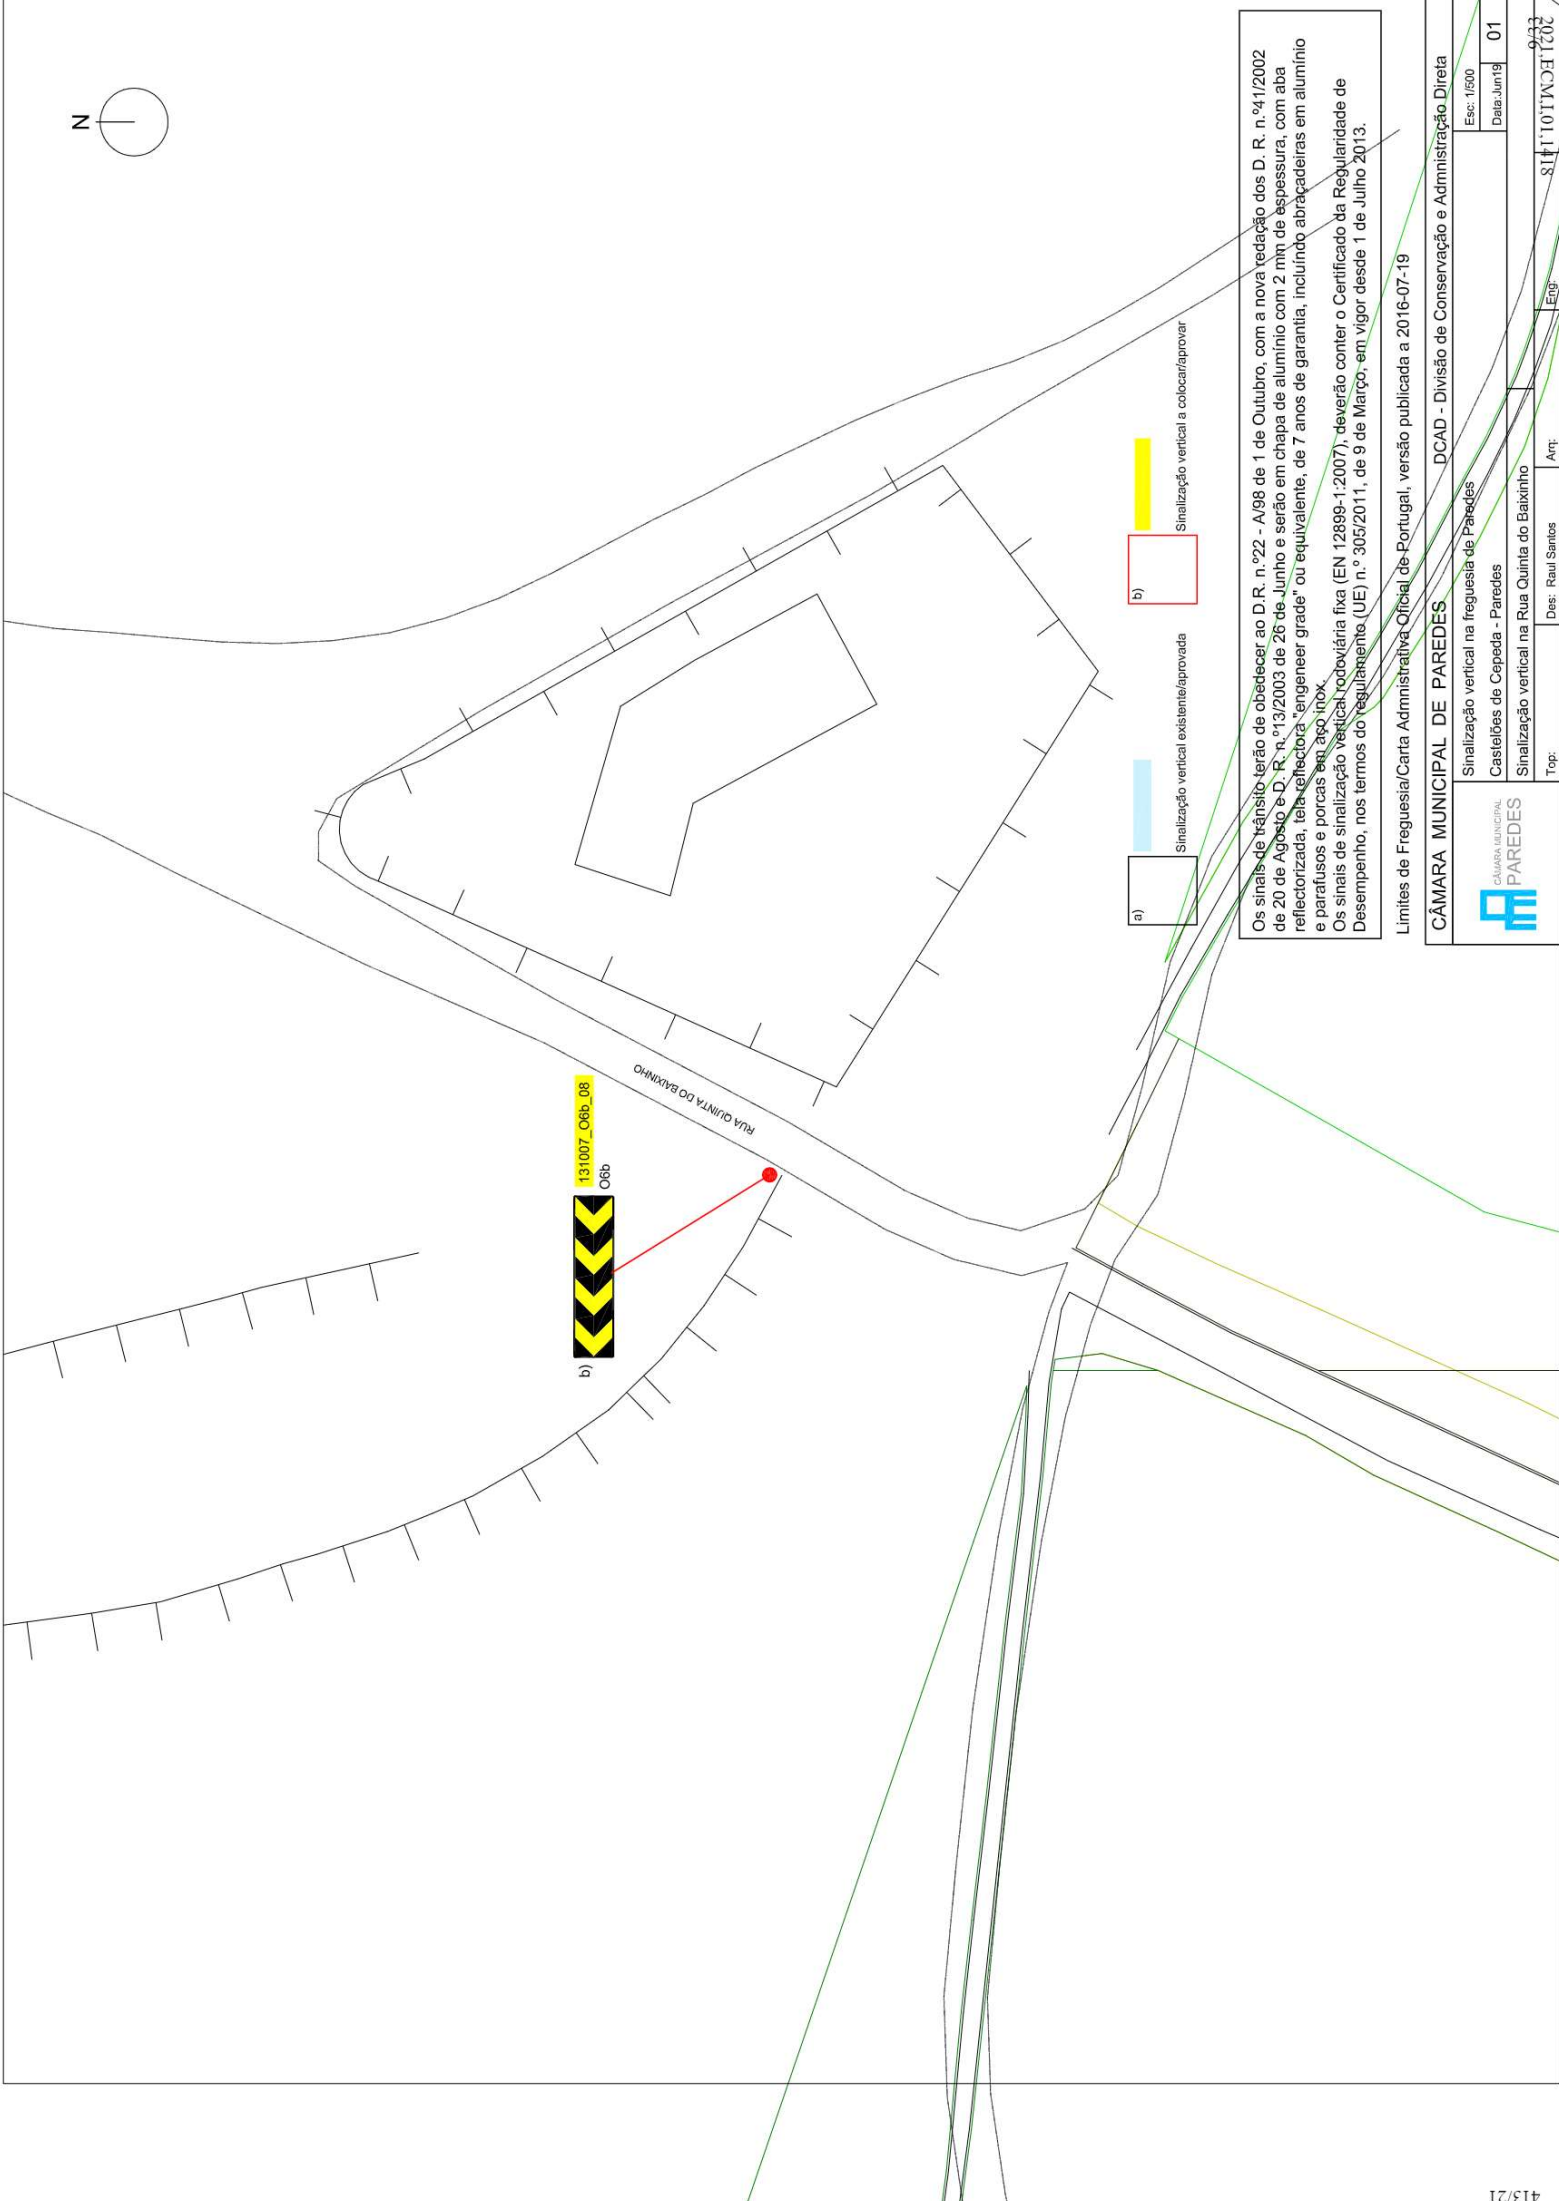 N
131007_O6b_08
O6b
b)
RUA QUINTA DO BAIXINHO
a)
Sinalização vertical existente/aprovada
b)
Sinalização vertical a colocar/aprovar
Os sinais de trânsito terão de obedecer ao D.R. n.º22 - A/98 de 1 de Outubro, com a nova redação dos D. R. n.º41/2002
de 20 de Agosto e D. R. n.º13/2003 de 26 de Junho e serão em chapa de alumínio com 2 mm de espessura, com aba
reflectorizada, tela reflectora "engeneer grade" ou equivalente, de 7 anos de garantia, incluíndo abraçadeiras em alumínio
e parafusos e porcas em aço inox.
Os sinais de sinalização vertical rodoviária fixa (EN 12899-1:2007), deverão conter o Certificado da Regularidade de
Desempenho, nos termos do regulamento (UE) n.º 305/2011, de 9 de Março, em vigor desde 1 de Julho 2013.
Limites de Freguesia/Carta Admnistrativa Oficial de Portugal, versão publicada a 2016-07-19
CÂMARA MUNICIPAL DE PAREDES DCAD - Divisão de Conservação e Admnistração Direta
CÂMARA MUNICIPAL
PAREDES
Sinalização vertical na freguesia de Paredes
Castelões de Cepeda - Paredes
Sinalização vertical na Rua Quinta do Baixinho
Esc: 1/500
Data:Jun19
01
Top: Des: Raul Santos Arq: Eng:
2021,ECM,I,01,1418
413/21